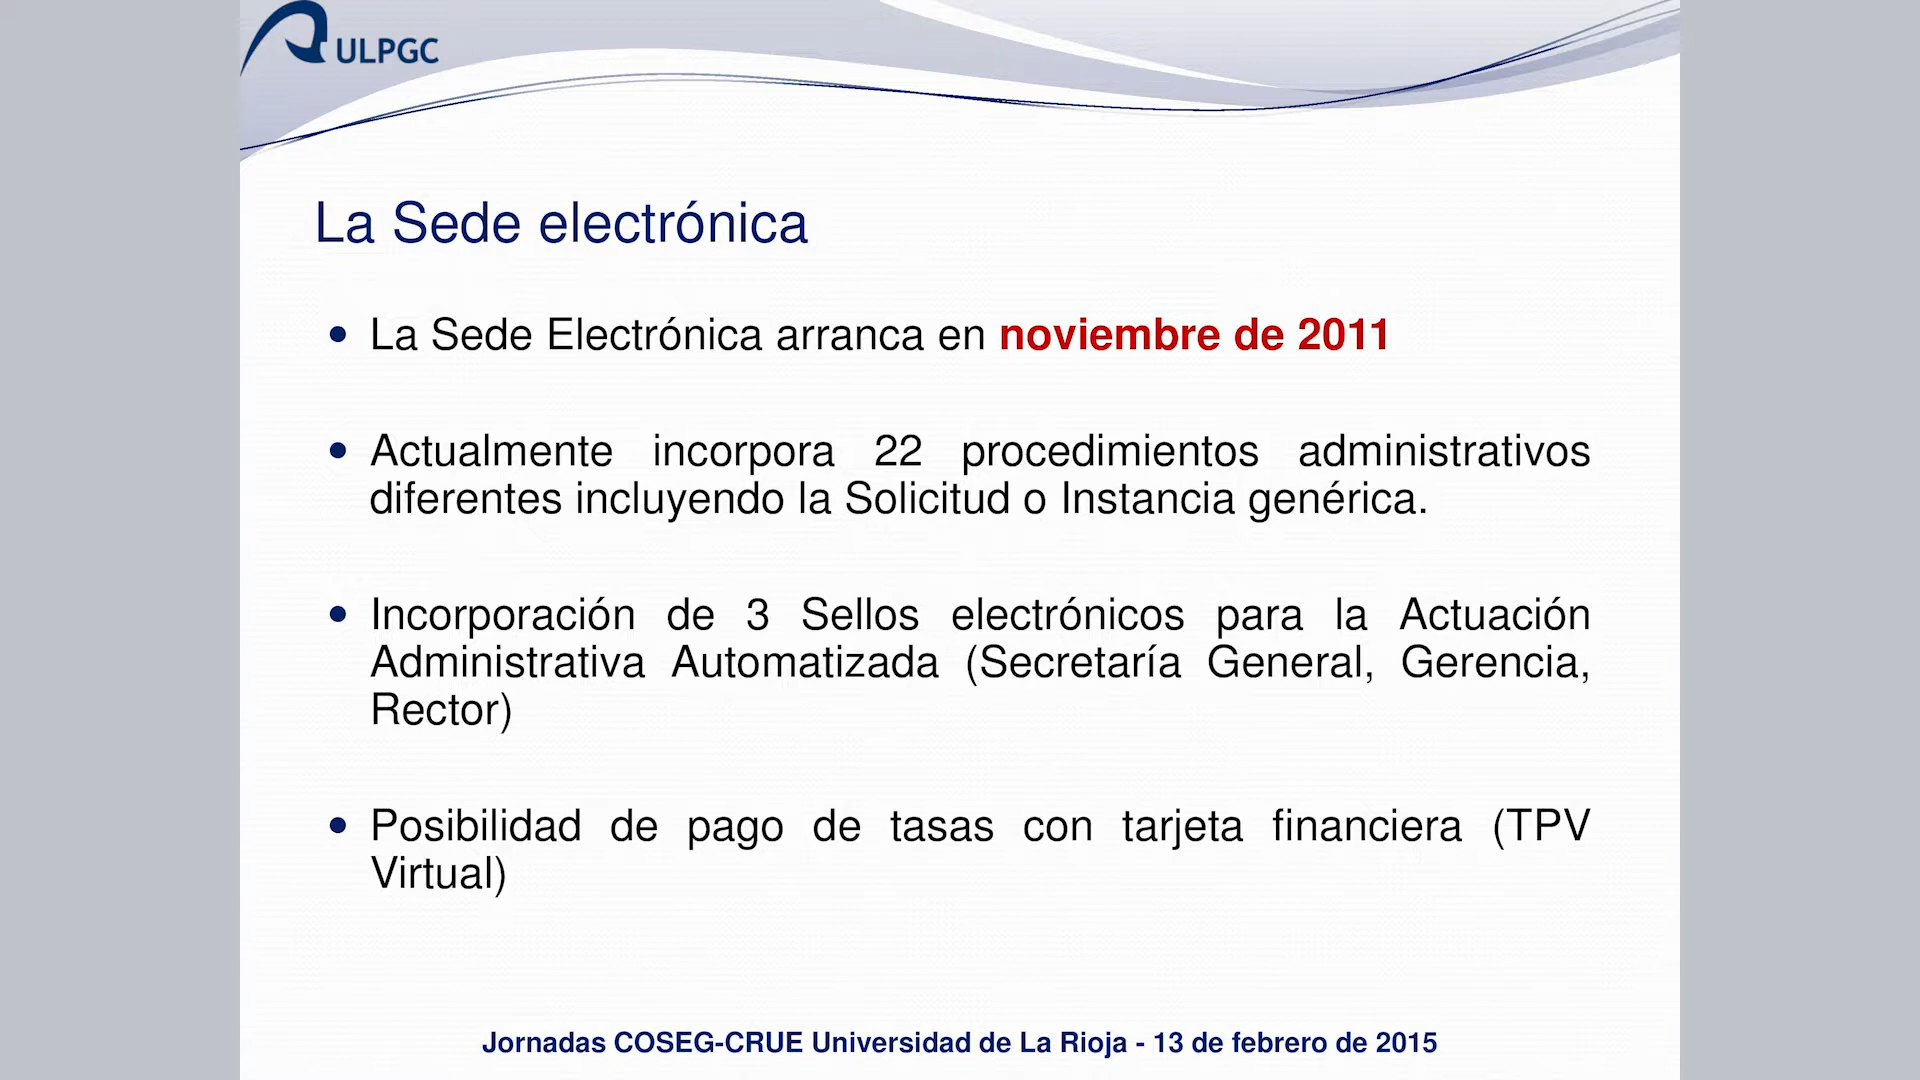 ULPGC
La Sede electrónica
• La Sede Electrónica arranca en noviembre de 2011
• Actualmente incorpora 22 procedimientos administrativos
diferentes incluyendo la Solicitud o Instancia genérica.
• Incorporación de 3 Sellos electrónicos para la Actuación
Administrativa Automatizada (Secretaría General, Gerencia,
Rector)
• Posibilidad de pago de tasas con tarjeta financiera (TPV
Virtual)
Jornadas COSEG-CRUE Universidad de La Rioja - 13 de febrero de 2015